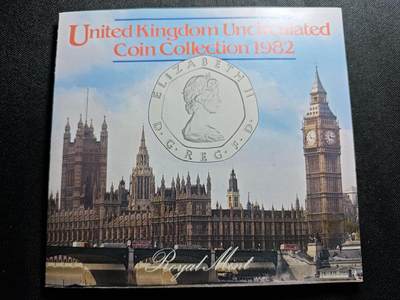 United Kingdom Uncirculated
Coin Collection 1982
ELIZABETH II
D·G·REG·F·D·
Royal Mint